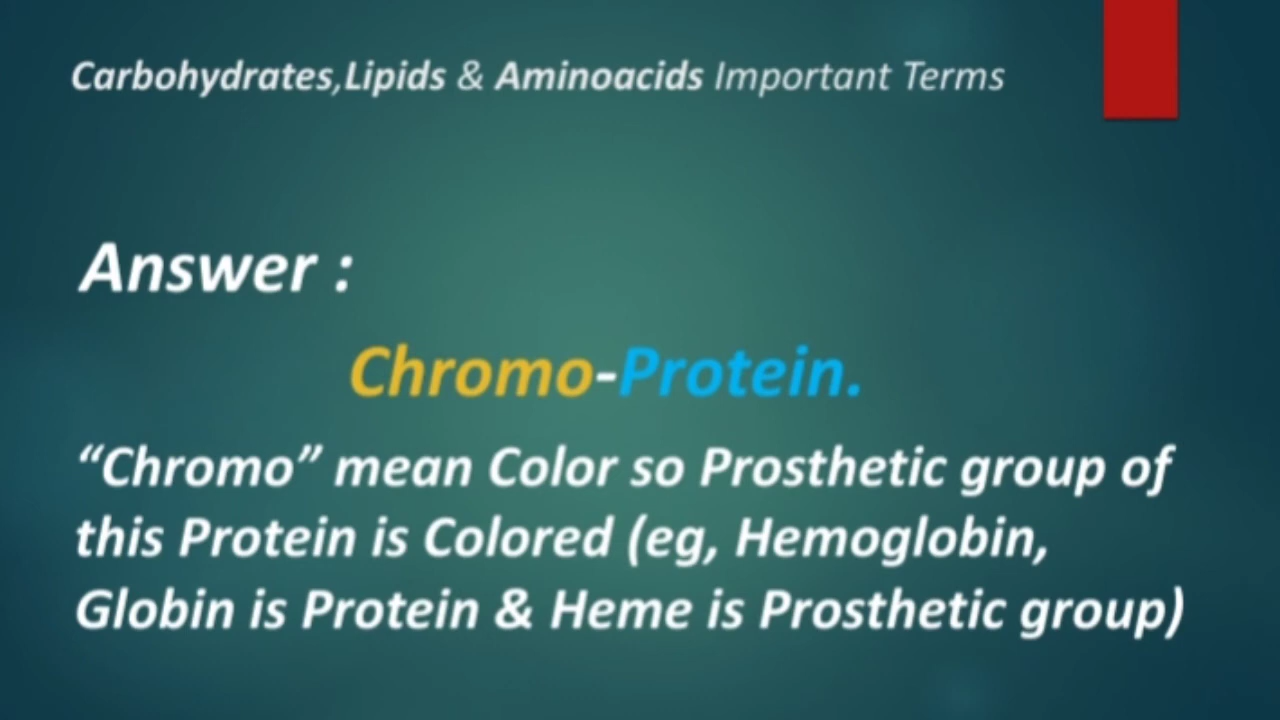 Carbohydrates,Lipids & Aminoacids Important Terms
Answer :
Chromo-Protein.
“Chromo” mean Color so Prosthetic group of
this Protein is Colored (eg, Hemoglobin,
Globin is Protein & Heme is Prosthetic group)